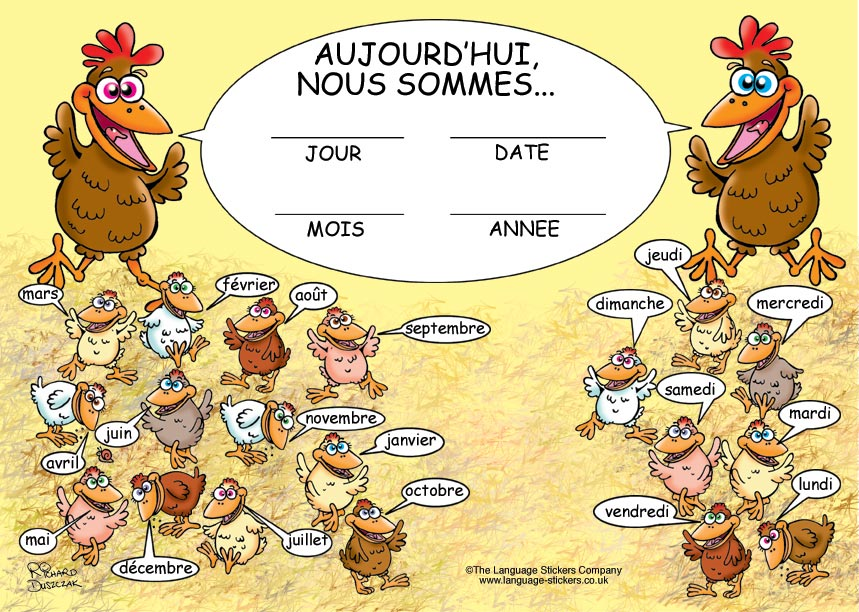 AUJOURD'HUI,
NOUS SOMMES...
JOUR
DATE
MOIS
ANNEE
mars
février
août
septembre
avril
juin
novembre
janvier
octobre
mai
décembre
juillet
jeudi
dimanche
mercredi
samedi
mardi
vendredi
lundi
Richard
Duszczak
©The Language Stickers Company
www.language-stickers.co.uk